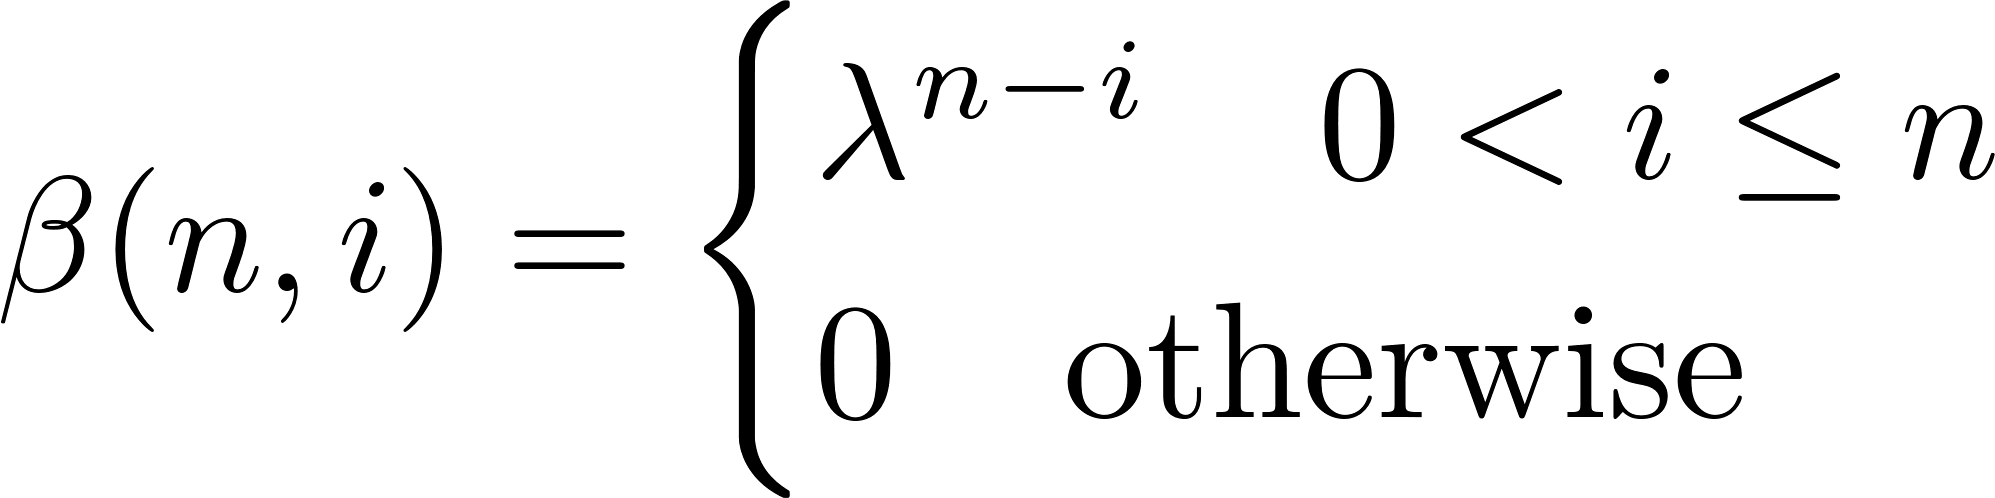 β(n, i) = { λ^{n−i} 0 < i ≤ n
0 otherwise